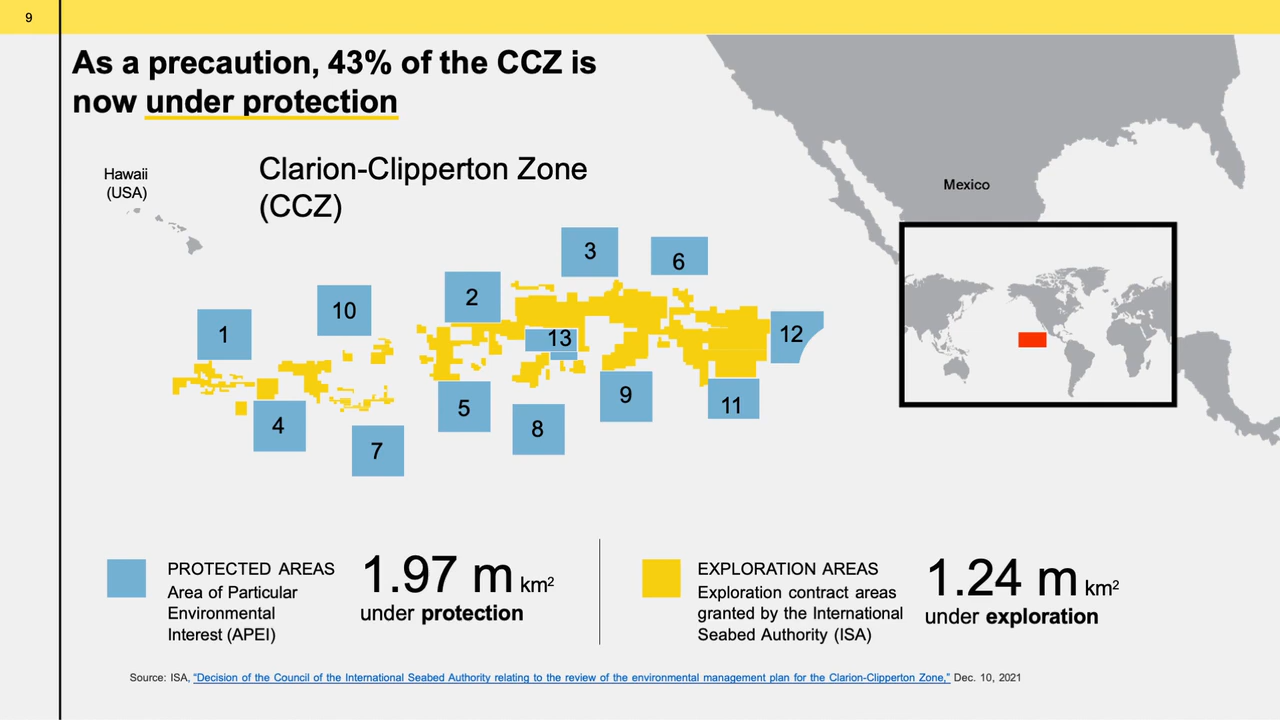 9
As a precaution, 43% of the CCZ is
now under protection
Clarion-Clipperton Zone
(CCZ)
Hawaii
(USA)
Mexico
3
6
2
10
1
13
12
9
11
5
4
8
7
PROTECTED AREAS
Area of Particular
Environmental
Interest (APEI)
1.97 m km²
under protection
EXPLORATION AREAS
Exploration contract areas
granted by the International
Seabed Authority (ISA)
1.24 m km²
under exploration
Source: ISA, “Decision of the Council of the International Seabed Authority relating to the review of the environmental management plan for the Clarion-Clipperton Zone,” Dec. 10, 2021